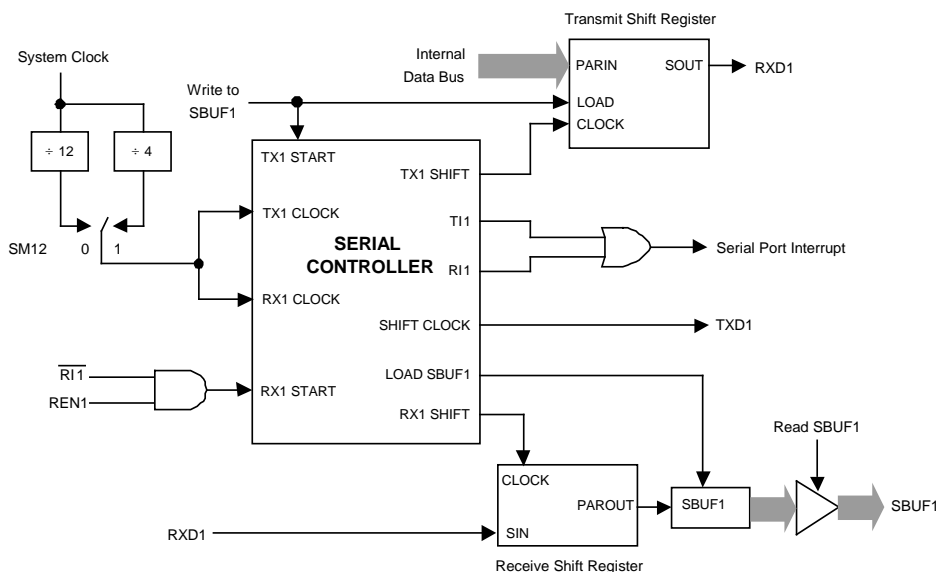 Transmit Shift Register
System Clock
Internal
Data Bus
PARIN
SOUT
RXD1
Write to
SBUF1
LOAD
CLOCK
÷ 12
÷ 4
TX1 START
TX1 SHIFT
TX1 CLOCK
TI1
SERIAL
CONTROLLER
Serial Port Interrupt
SM12
0
1
RI1
RX1 CLOCK
SHIFT CLOCK
TXD1
R̅I̅1̅
REN1
RX1 START
LOAD SBUF1
RX1 SHIFT
Read SBUF1
CLOCK
PAROUT
SBUF1
SBUF1
RXD1
SIN
Receive Shift Register